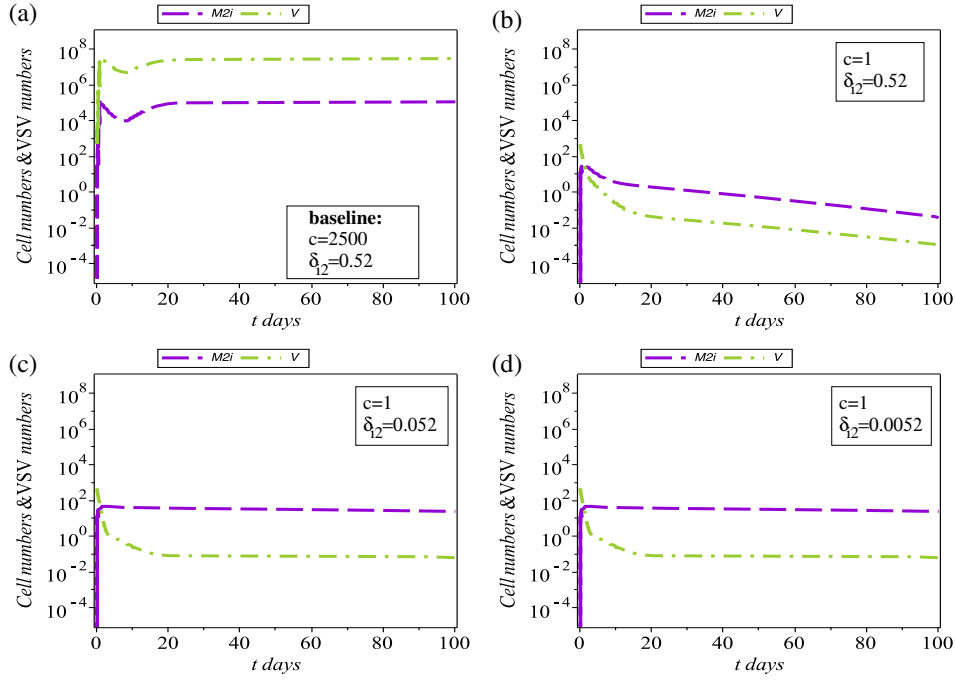 (a)
M2i V
Cell numbers &VSV numbers
10^8
10^6
10^4
10^2
10^0
10^-2
10^-4
baseline:
c=2500
δi2=0.52
0 20 40 60 80 100
t days
(b)
M2i V
Cell numbers &VSV numbers
10^8
10^6
10^4
10^2
10^0
10^-2
10^-4
c=1
δi2=0.52
0 20 40 60 80 100
t days
(c)
M2i V
Cell numbers &VSV numbers
10^8
10^6
10^4
10^2
10^0
10^-2
10^-4
c=1
δi2=0.052
0 20 40 60 80 100
t days
(d)
M2i V
Cell numbers &VSV numbers
10^8
10^6
10^4
10^2
10^0
10^-2
10^-4
c=1
δi2=0.0052
0 20 40 60 80 100
t days